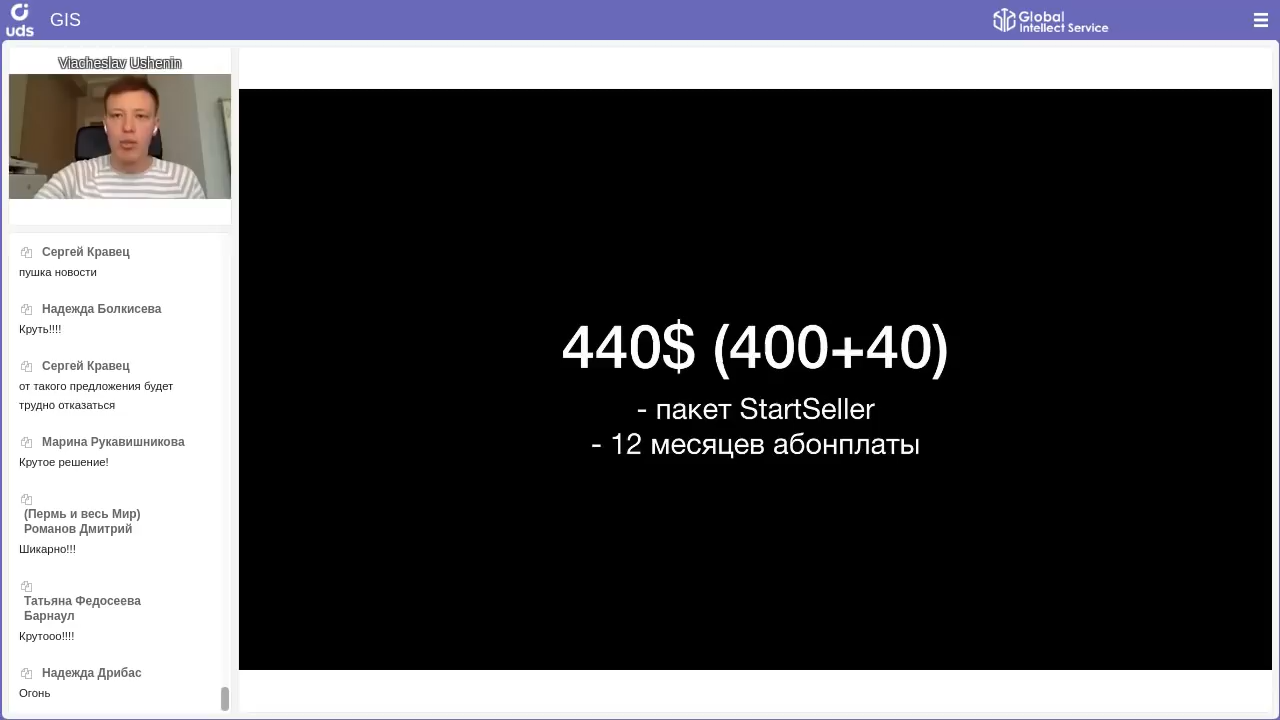 uds
GIS
Global
Intellect Service
Viacheslav Ushenin
Сергей Кравец
пушка новости
Надежда Болкисева
Круть!!!!
Сергей Кравец
от такого предложения будет
трудно отказаться
Марина Рукавишникова
Крутое решение!
(Пермь и весь Мир)
Романов Дмитрий
Шикарно!!!
Татьяна Федосеева
Барнаул
Крутооо!!!!
Надежда Дрибас
Огонь
440$ (400+40)
- пакет StartSeller
- 12 месяцев абонплаты